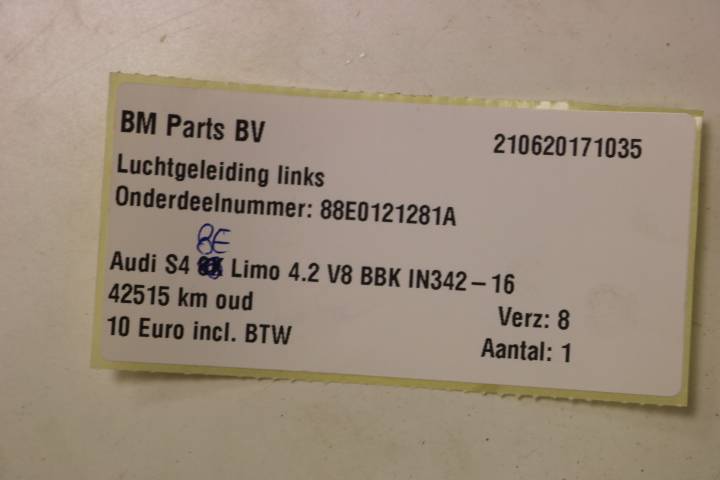 BM Parts BV
210620171035
Luchtgeleiding links
Onderdeelnummer: 88E0121281A
8E
Audi S4 Limo 4.2 V8 BBK IN342-16
42515 km oud
Verz: 8
10 Euro incl. BTW
Aantal: 1